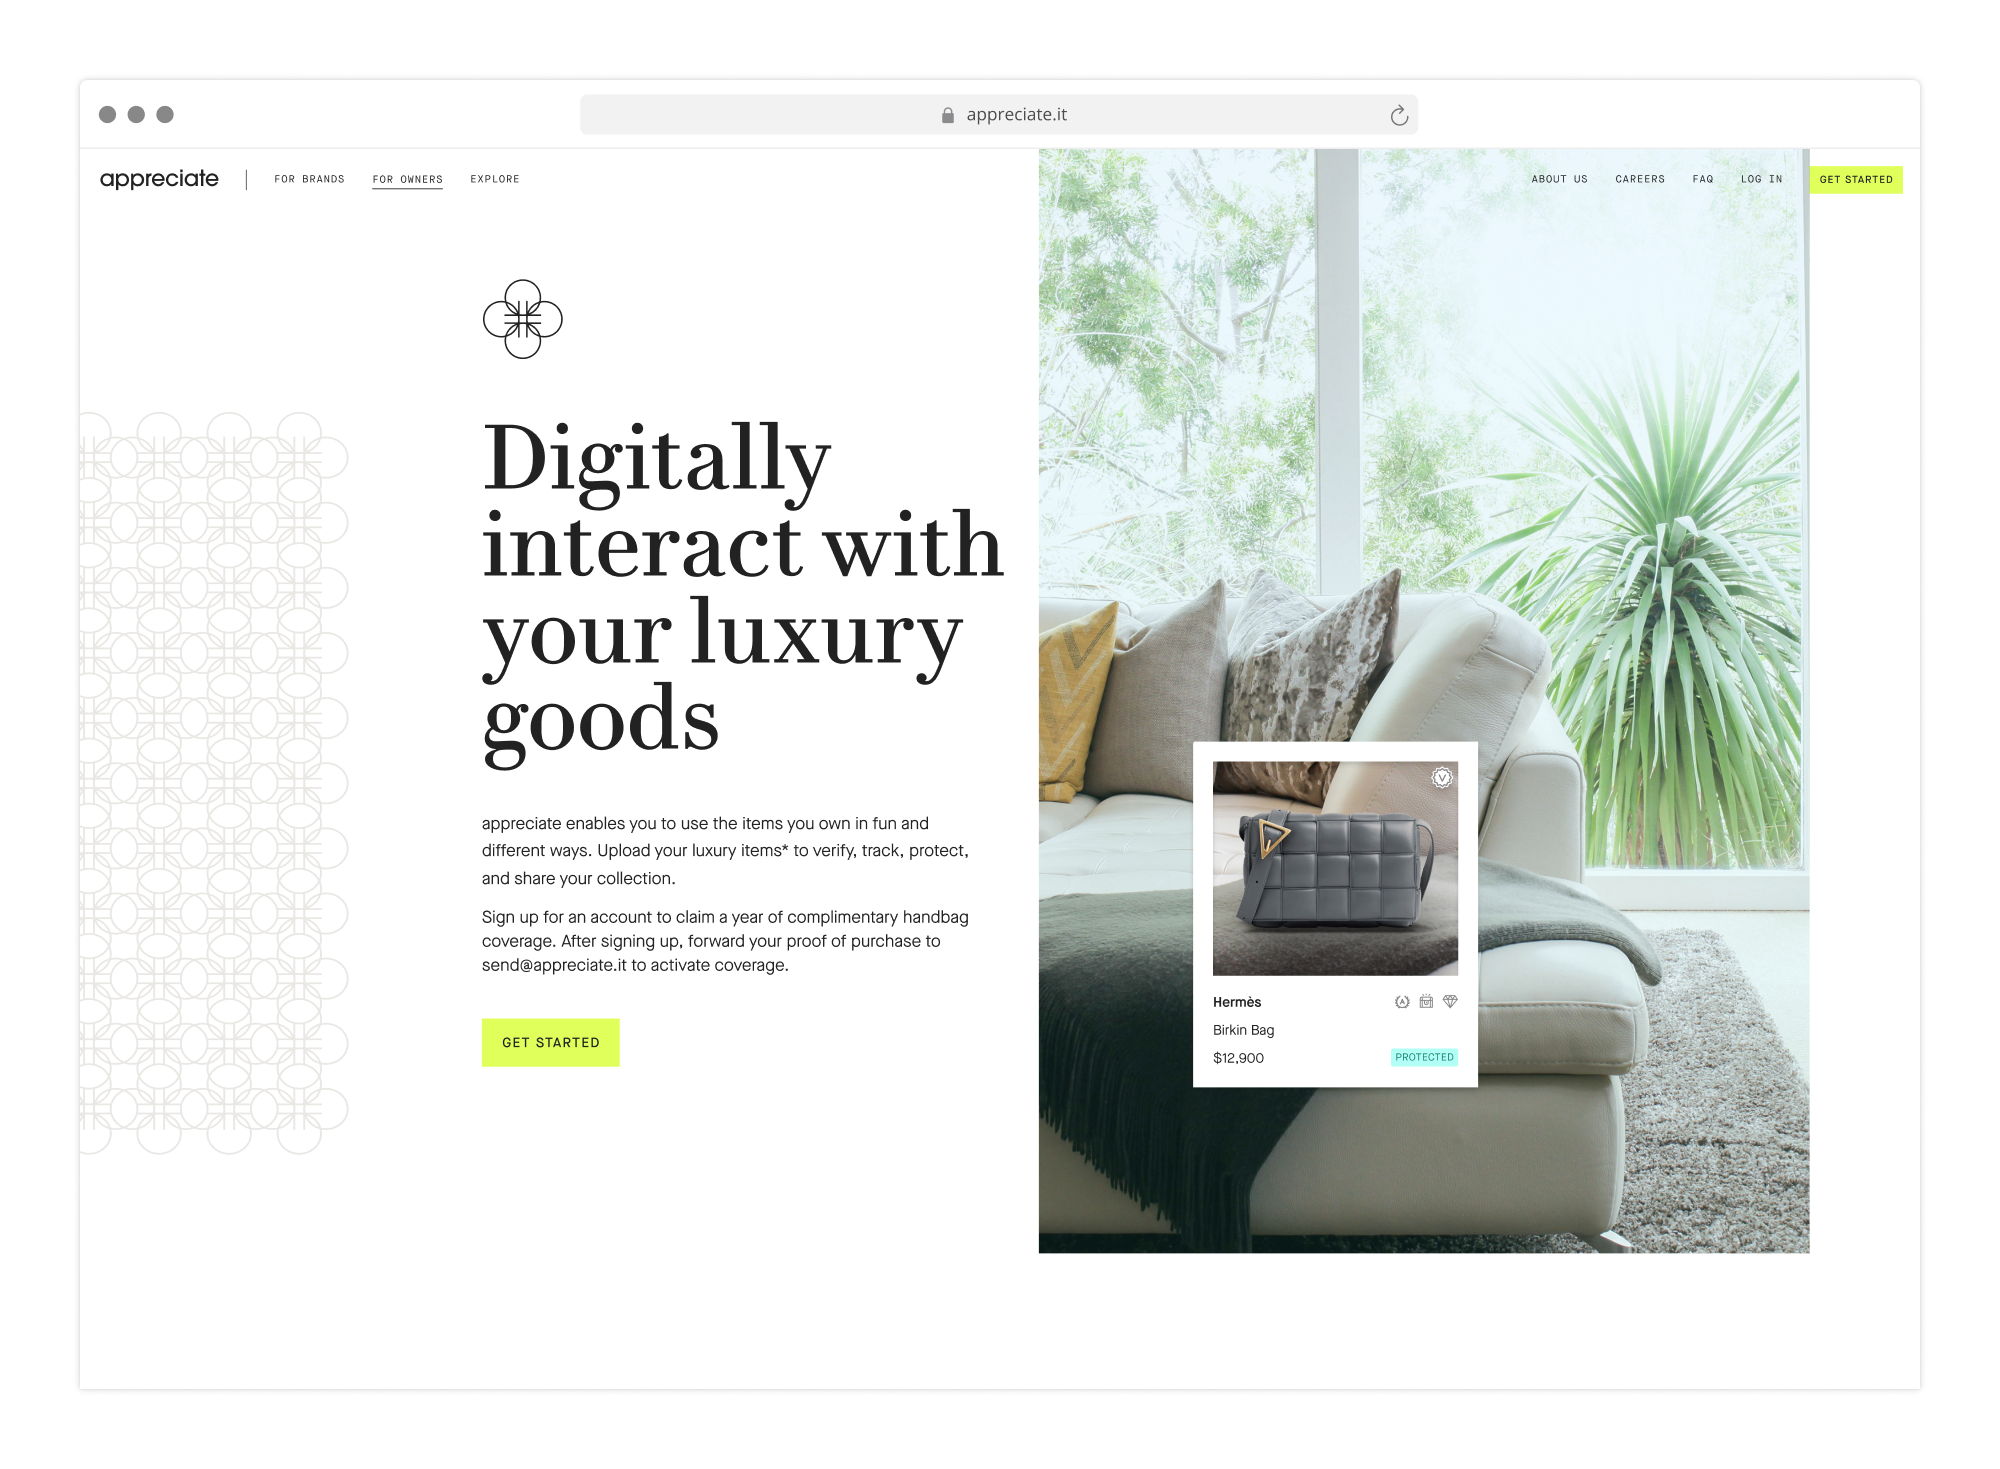 appreciate.it
appreciate
FOR BRANDS
FOR OWNERS
EXPLORE
ABOUT US
CAREERS
FAQ
LOG IN
GET STARTED
Digitally
interact with
your luxury
goods
appreciate enables you to use the items you own in fun and
different ways. Upload your luxury items* to verify, track, protect,
and share your collection.
Sign up for an account to claim a year of complimentary handbag
coverage. After signing up, forward your proof of purchase to
send@appreciate.it to activate coverage.
GET STARTED
V
Hermès
A
Birkin Bag
$12,900
PROTECTED